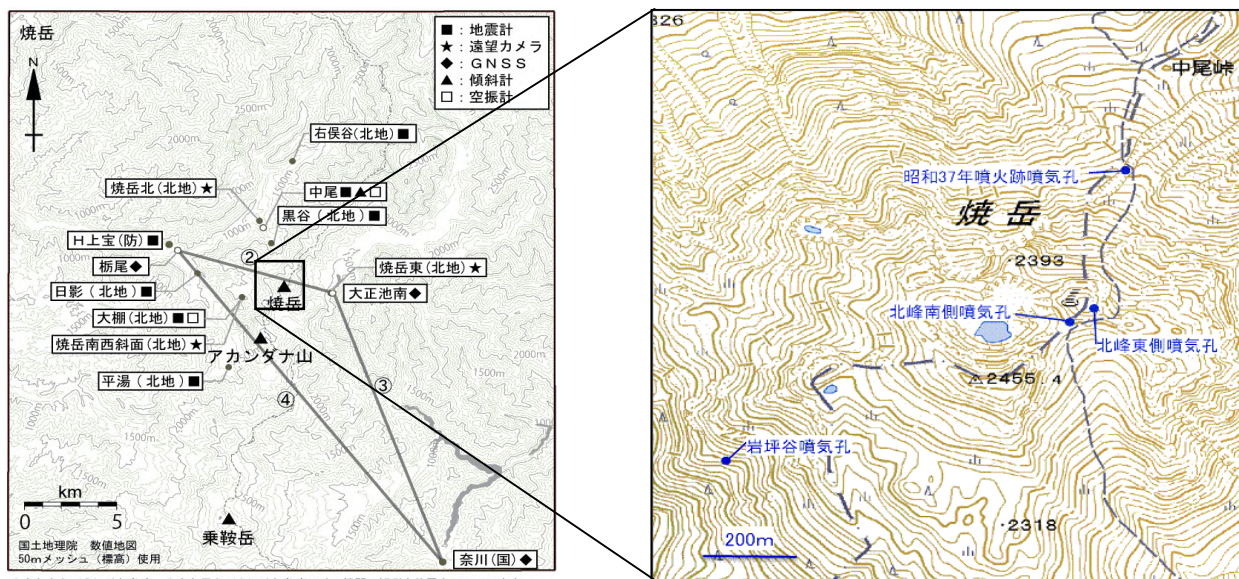 焼岳
N
■：地震計
★：遠望カメラ
◆：GNSS
▲：傾斜計
□：空振計
右俣谷(北地)■
焼岳北(北地)★
中尾■▲□
黒谷(北地)■
H上宝(防)■
栃尾◆
日影(北地)■
大棚(北地)■□
焼岳南西斜面(北地)★
平湯(北地)■
焼岳東(北地)★
大正池南◆
②
焼岳
アカンダナ山
③
④
乗鞍岳
奈川(国)◆
km
0 5
国土地理院 数値地図
50mメッシュ(標高)使用
2500m
2000m
1500m
1000m
826
中尾峠
昭和37年噴火跡噴気孔
焼岳
・2393
北峰南側噴気孔
北峰東側噴気孔
△2455.4
岩坪谷噴気孔
・2318
200m